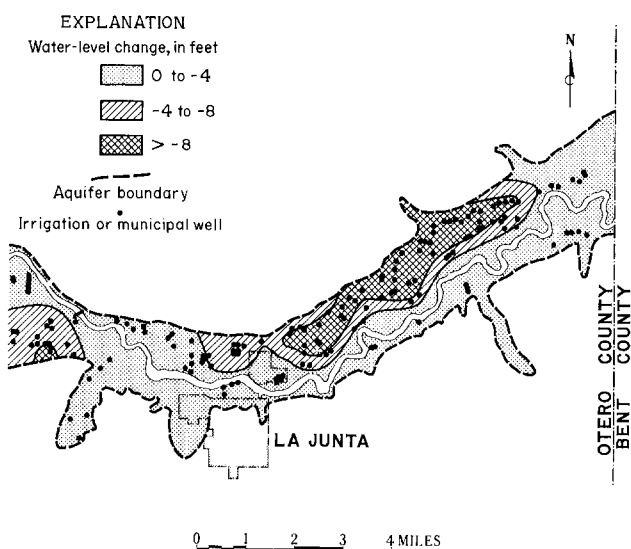 EXPLANATION
Water-level change, in feet
0 to -4
-4 to -8
> -8
Aquifer boundary
Irrigation or municipal well
N
LA JUNTA
OTERO COUNTY
BENT COUNTY
0 1 2 3 4 MILES